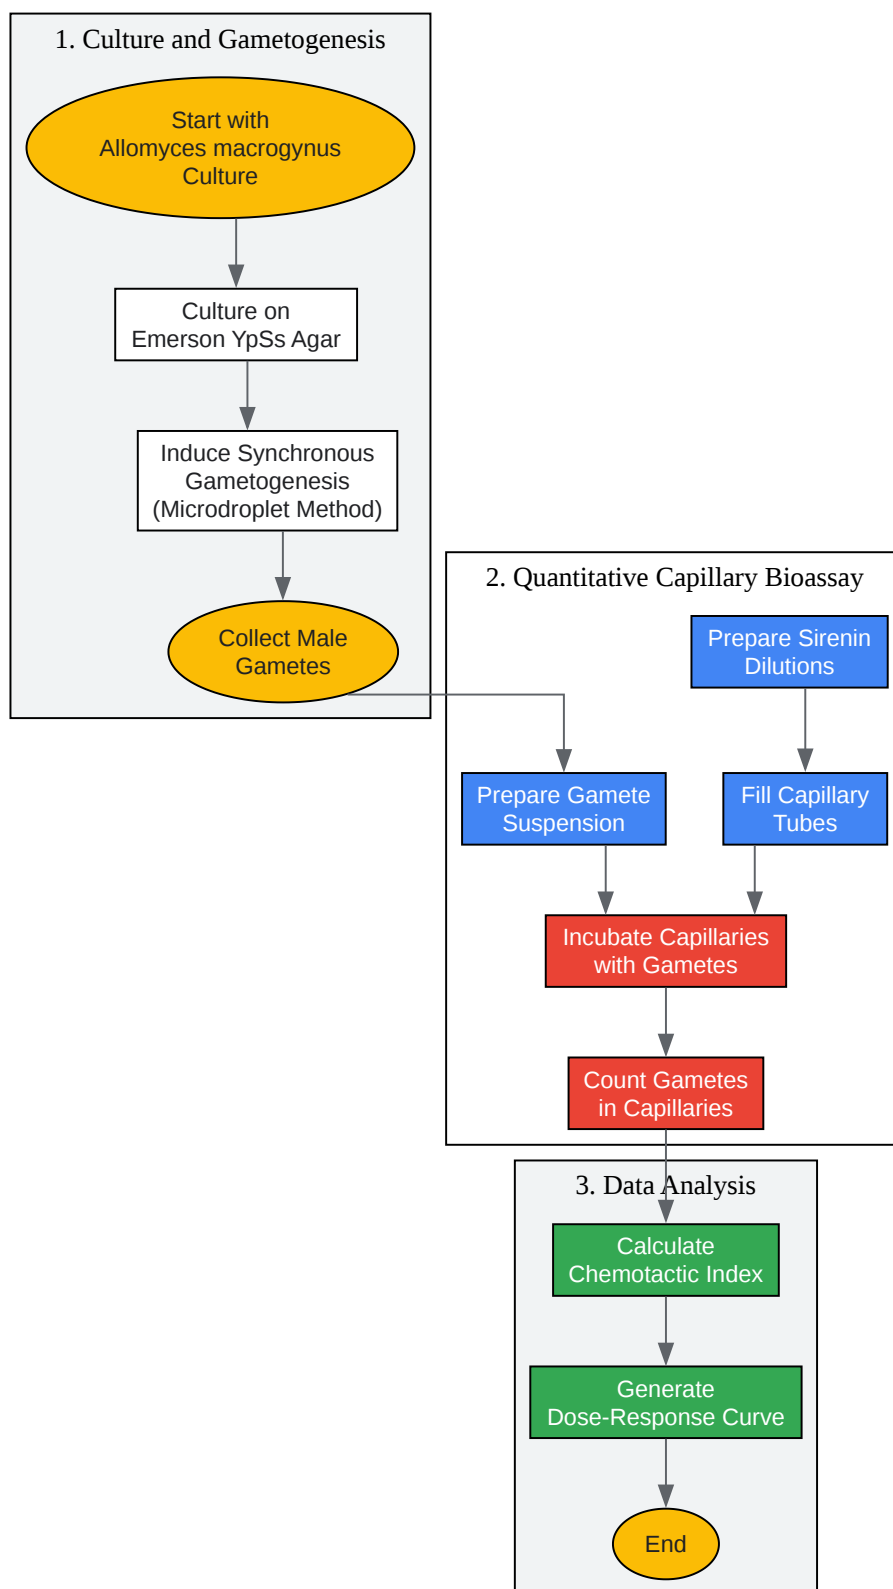 1. Culture and Gametogenesis
Start with
Allomyces macrogynus
Culture
Culture on
Emerson YpSs Agar
Induce Synchronous
Gametogenesis
(Microdroplet Method)
Collect Male
Gametes
2. Quantitative Capillary Bioassay
Prepare Sirenin
Dilutions
Prepare Gamete
Suspension
Fill Capillary
Tubes
Incubate Capillaries
with Gametes
Count Gametes
in Capillaries
3. Data Analysis
Calculate
Chemotactic Index
Generate
Dose-Response Curve
End